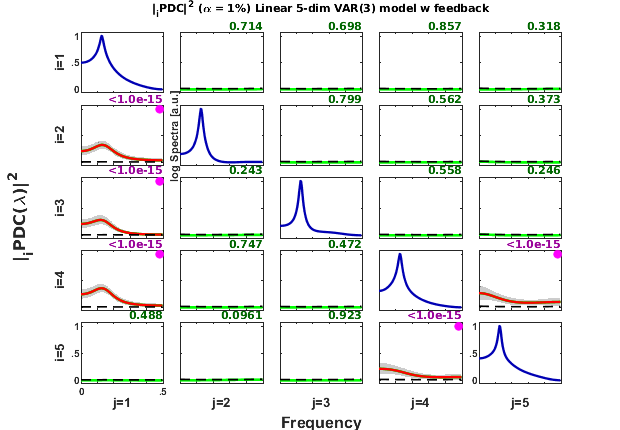 |ᵢPDC|² (α = 1%) Linear 5-dim VAR(3) model w feedback
0.714 0.698 0.857 0.318
i=1 1 .5 0
<1.0e-15 0.799 0.562 0.373
i=2
log Spectra [a.u.]
<1.0e-15 0.243 0.558 0.246
i=3
|ᵢPDC(λ)|²
<1.0e-15 0.747 0.472 <1.0e-15
i=4
0.488 0.0961 0.923 <1.0e-15
i=5 1 .5 0
0 .5
j=1 j=2 j=3 j=4 j=5
Frequency